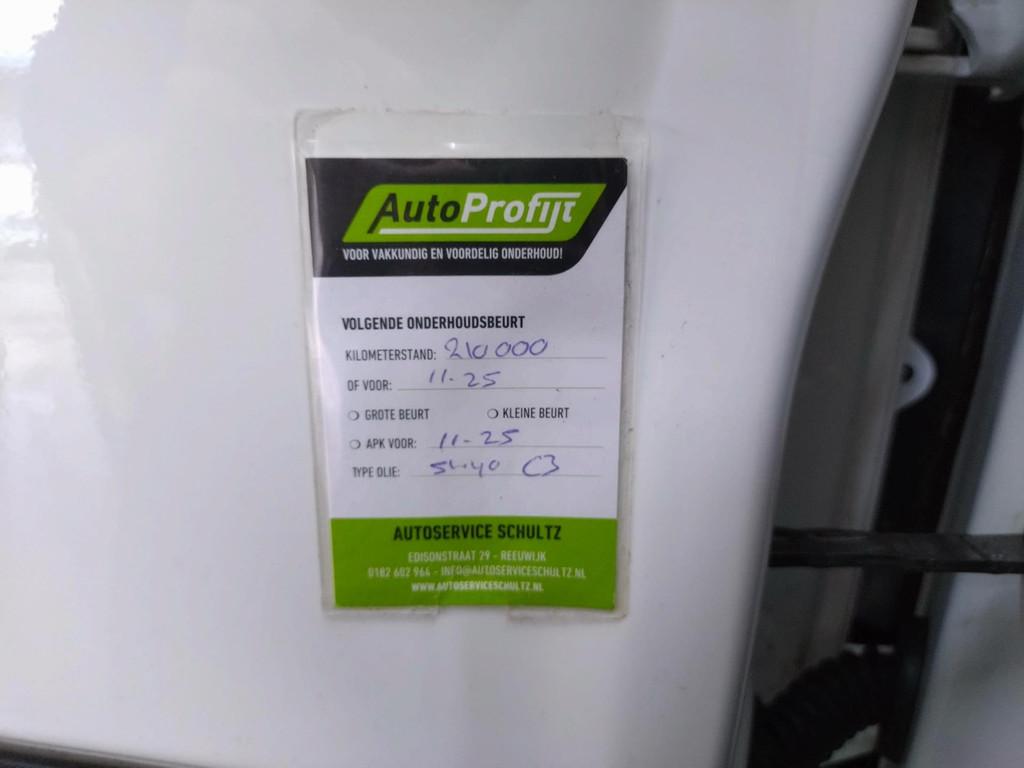 AutoProfijt
VOOR VAKKUNDIG EN VOORDELIG ONDERHOUD!
VOLGENDE ONDERHOUDSBEURT
KILOMETERSTAND: 210 000
OF VOOR: 11-25
GROTE BEURT KLEINE BEURT
APK VOOR: 11-25
TYPE OLIE: 5W40 C3
AUTOSERVICE SCHULTZ
EDISONSTRAAT 29 - REEUWIJK
0182 602 964 - INFO@AUTOSERVICESCHULTZ.NL
WWW.AUTOSERVICESCHULTZ.NL